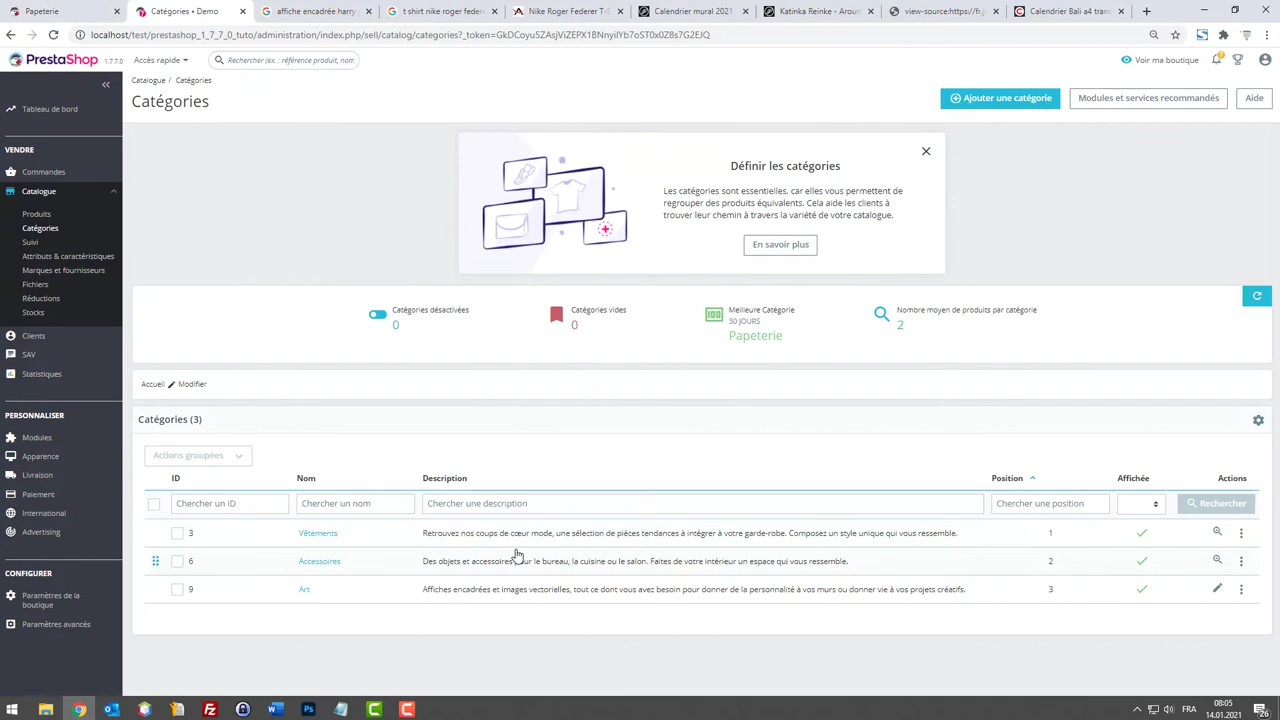 Papeterie
Catégories • Demo
affiche encadrée harry
t shirt nike roger federer
Nike Roger Federer T-S
Calendrier mural 2021
Katinka Reinke - Aroun
view-source:https://fr.j
Calendrier Bali a4 tran
localhost/test/prestashop_1_7_7_0_tuto/administration/index.php/sell/catalog/categories?_token=GkDCoyu5ZAsjViZEPX1BNnyiIYb7oST0x0Z8s7G2EJQ
PrestaShop 1.7.7.0
Accès rapide
Rechercher (ex. : référence produit, nom
Voir ma boutique
Catalogue / Catégories
Catégories
Ajouter une catégorie
Modules et services recommandés
Aide
Tableau de bord
VENDRE
Commandes
Catalogue
Produits
Catégories
Suivi
Attributs & caractéristiques
Marques et fournisseurs
Fichiers
Réductions
Stocks
Clients
SAV
Statistiques
PERSONNALISER
Modules
Apparence
Livraison
Paiement
International
Advertising
CONFIGURER
Paramètres de la
boutique
Paramètres avancés
Définir les catégories
Les catégories sont essentielles, car elles vous permettent de
regrouper des produits équivalents. Cela aide les clients à
trouver leur chemin à travers la variété de votre catalogue.
En savoir plus
Catégories désactivées
0
Catégories vides
0
Meilleure Catégorie
30 JOURS
Papeterie
Nombre moyen de produits par catégorie
2
Accueil Modifier
Catégories (3)
Actions groupées
ID Nom Description Position Affichée Actions
Chercher un ID Chercher un nom Chercher une description Chercher une position Rechercher
3 Vêtements Retrouvez nos coups de cœur mode, une sélection de pièces tendances à intégrer à votre garde-robe. Composez un style unique qui vous ressemble. 1
6 Accessoires Des objets et accessoires pour le bureau, la cuisine ou le salon. Faites de votre intérieur un espace qui vous ressemble. 2
9 Art Affiches encadrées et images vectorielles, tout ce dont vous avez besoin pour donner de la personnalité à vos murs ou donner vie à vos projets créatifs. 3
FRA
08:05
14.01.2021
26